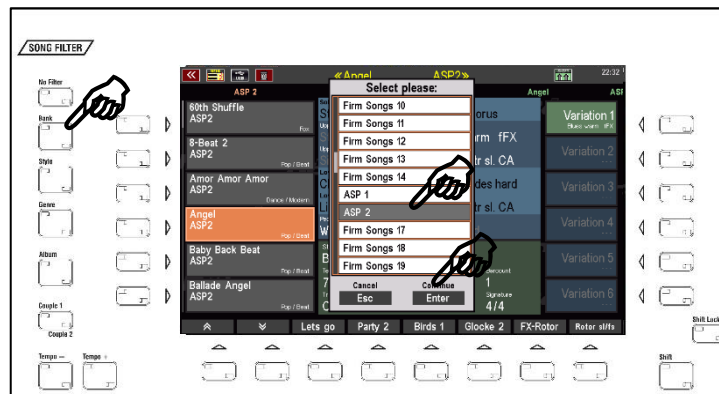 SONG FILTER
No Filter
Bank
Style
Genre
Album
Couple 1
Couple 2
Tempo −
Tempo +
Shift Lock
Shift
«Angel ASP2»
22:32
ASP 2
Angel
60th Shuffle
ASP2
Fox
8-Beat 2
ASP2
Pop / Beat
Amor Amor Amor
ASP2
Dance / Modern
Angel
ASP2
Pop / Beat
Baby Back Beat
ASP2
Pop / Beat
Ballade Angel
ASP2
Pop / Beat
Select please:
Firm Songs 10
Firm Songs 11
Firm Songs 12
Firm Songs 13
Firm Songs 14
ASP 1
ASP 2
Firm Songs 17
Firm Songs 18
Firm Songs 19
Cancel
Esc
Continue
Enter
orus
rm fFX
tr sl. CA
des hard
tr sl. CA
1
Signature
4/4
Variation 1
Variation 2
Variation 3
Variation 4
Variation 5
Variation 6
Lets go
Party 2
Birds 1
Glocke 2
FX-Rotor
Rotor sl/fs